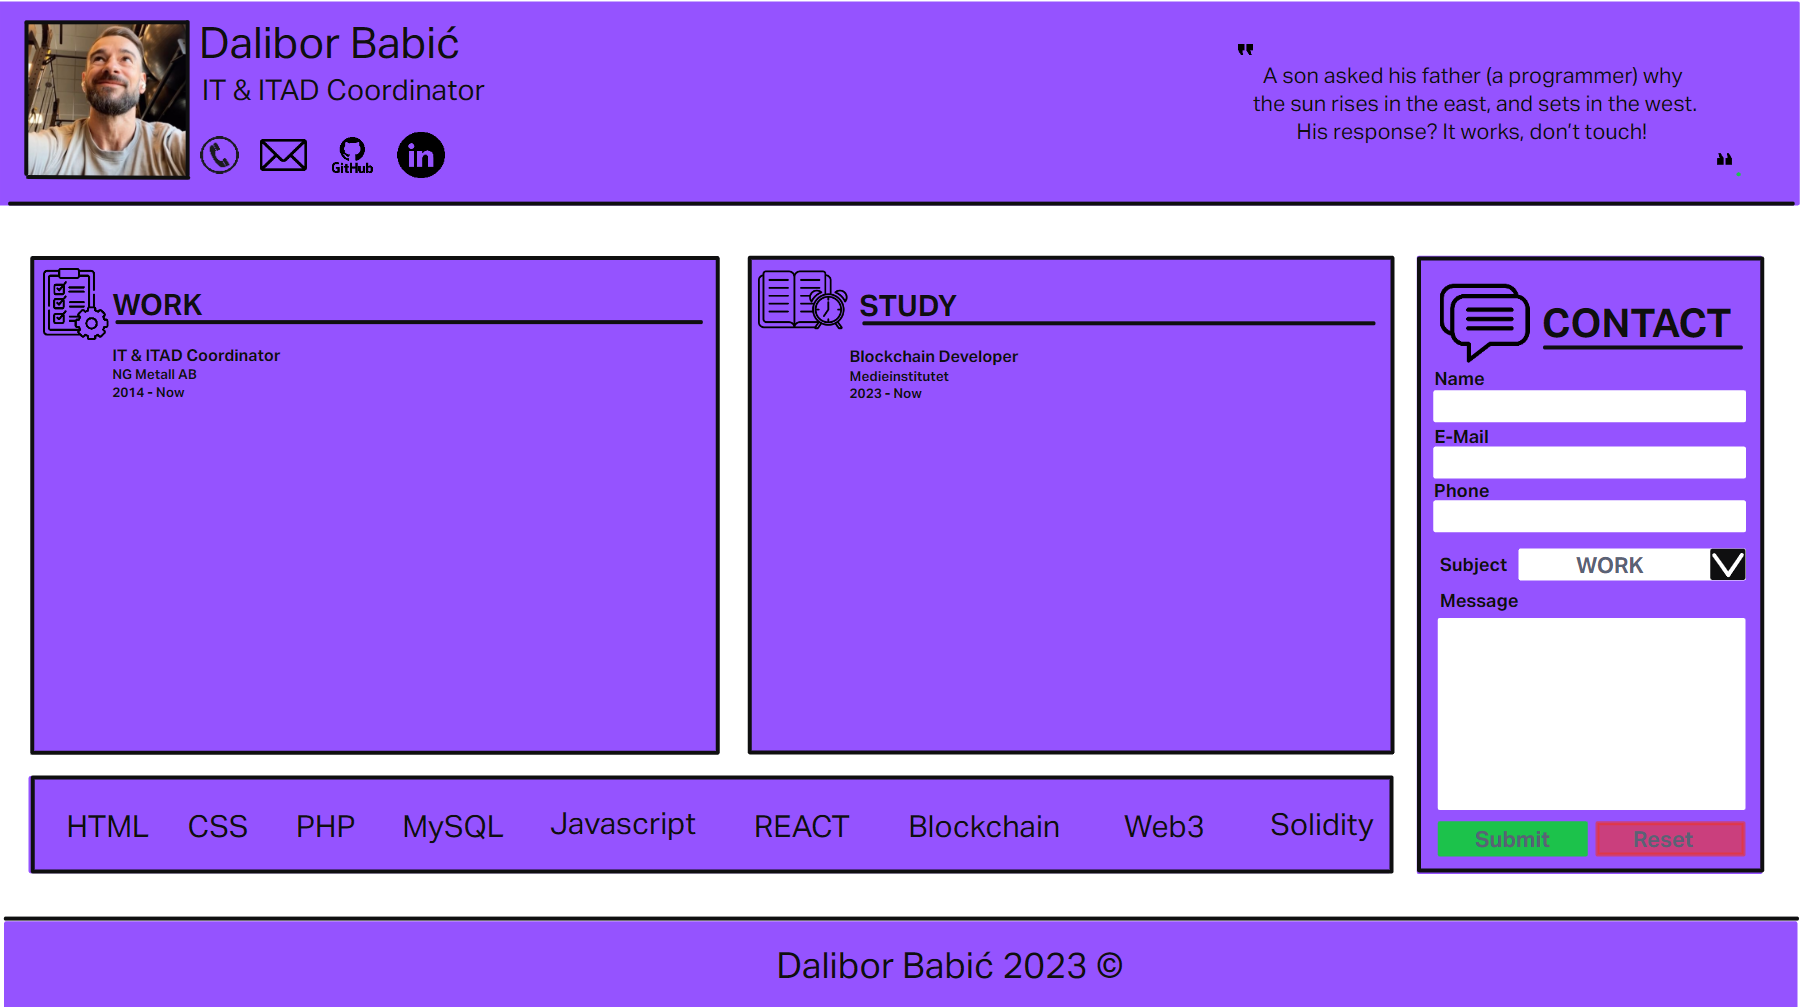 Dalibor Babić
IT & ITAD Coordinator
GitHub
in
"
A son asked his father (a programmer) why
the sun rises in the east, and sets in the west.
His response? It works, don't touch!
"
WORK
IT & ITAD Coordinator
NG Metall AB
2014 - Now
STUDY
Blockchain Developer
Medieinstitutet
2023 - Now
CONTACT
Name
E-Mail
Phone
Subject WORK
Message
Submit Reset
HTML CSS PHP MySQL Javascript REACT Blockchain Web3 Solidity
Dalibor Babić 2023 ©